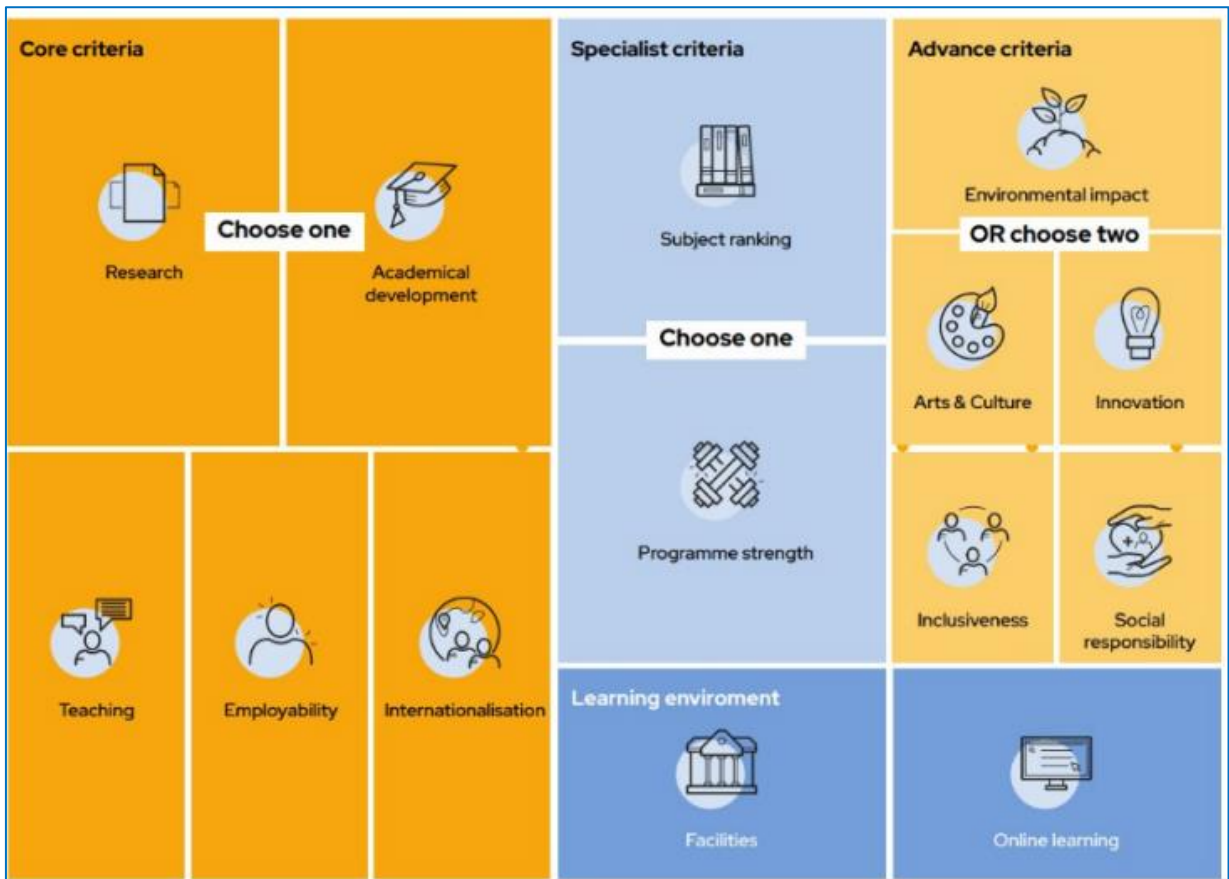 Core criteria
Research
Choose one
Academical
development
Teaching
Employability
Internationalisation
Specialist criteria
Subject ranking
Choose one
Programme strength
Advance criteria
Environmental impact
OR choose two
Arts & Culture
Innovation
Inclusiveness
Social
responsibility
Learning enviroment
Facilities
Online learning